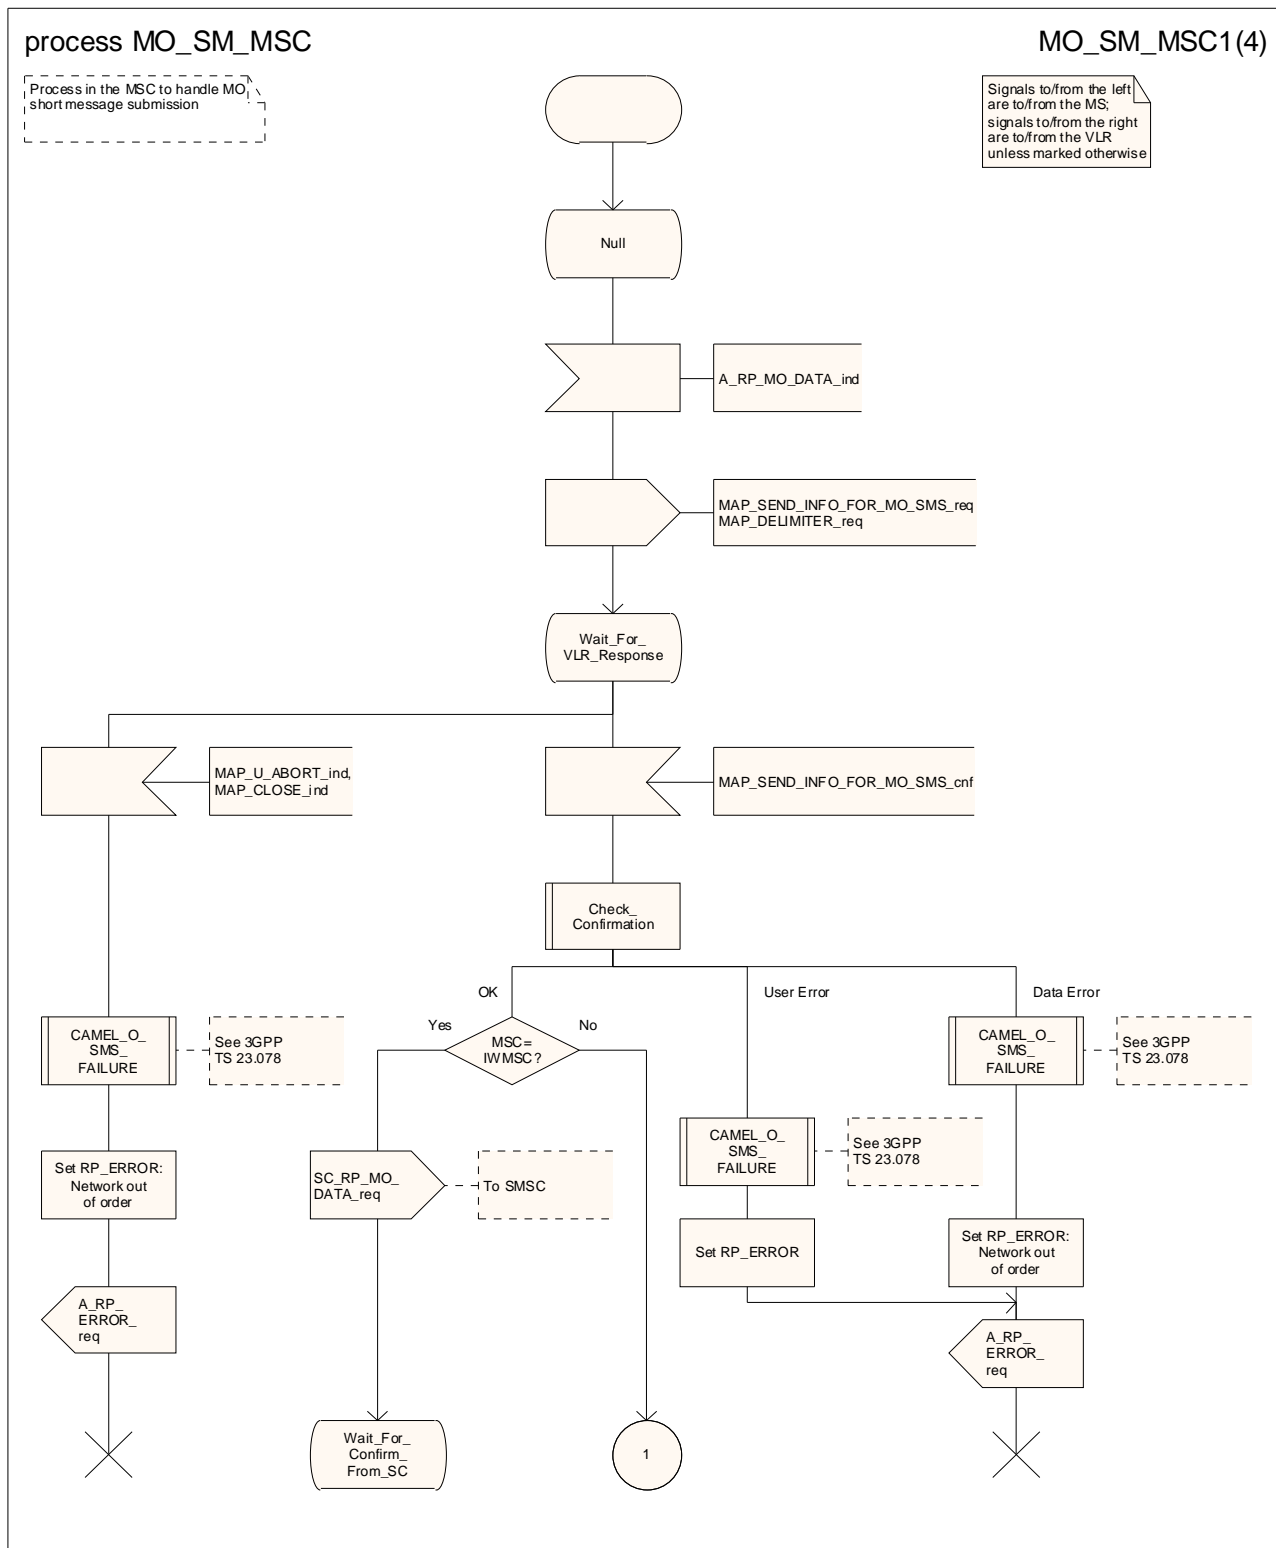 process MO_SM_MSC
MO_SM_MSC1(4)
Process in the MSC to handle MO
short message submission
Signals to/from the left
are to/from the MS;
signals to/from the right
are to/from the VLR
unless marked otherwise
Null
A_RP_MO_DATA_ind
MAP_SEND_INFO_FOR_MO_SMS_req
MAP_DELIMITER_req
Wait_For_
VLR_Response
MAP_U_ABORT_ind,
MAP_CLOSE_ind
MAP_SEND_INFO_FOR_MO_SMS_cnf
Check_
Confirmation
OK
User Error
Data Error
Yes
No
CAMEL_O_
SMS_
FAILURE
See 3GPP
TS 23.078
MSC=
IWMSC?
CAMEL_O_
SMS_
FAILURE
See 3GPP
TS 23.078
CAMEL_O_
SMS_
FAILURE
See 3GPP
TS 23.078
Set RP_ERROR:
Network out
of order
SC_RP_MO_
DATA_req
To SMSC
Set RP_ERROR
Set RP_ERROR:
Network out
of order
A_RP_
ERROR_
req
A_RP_
ERROR_
req
Wait_For_
Confirm_
From_SC
1